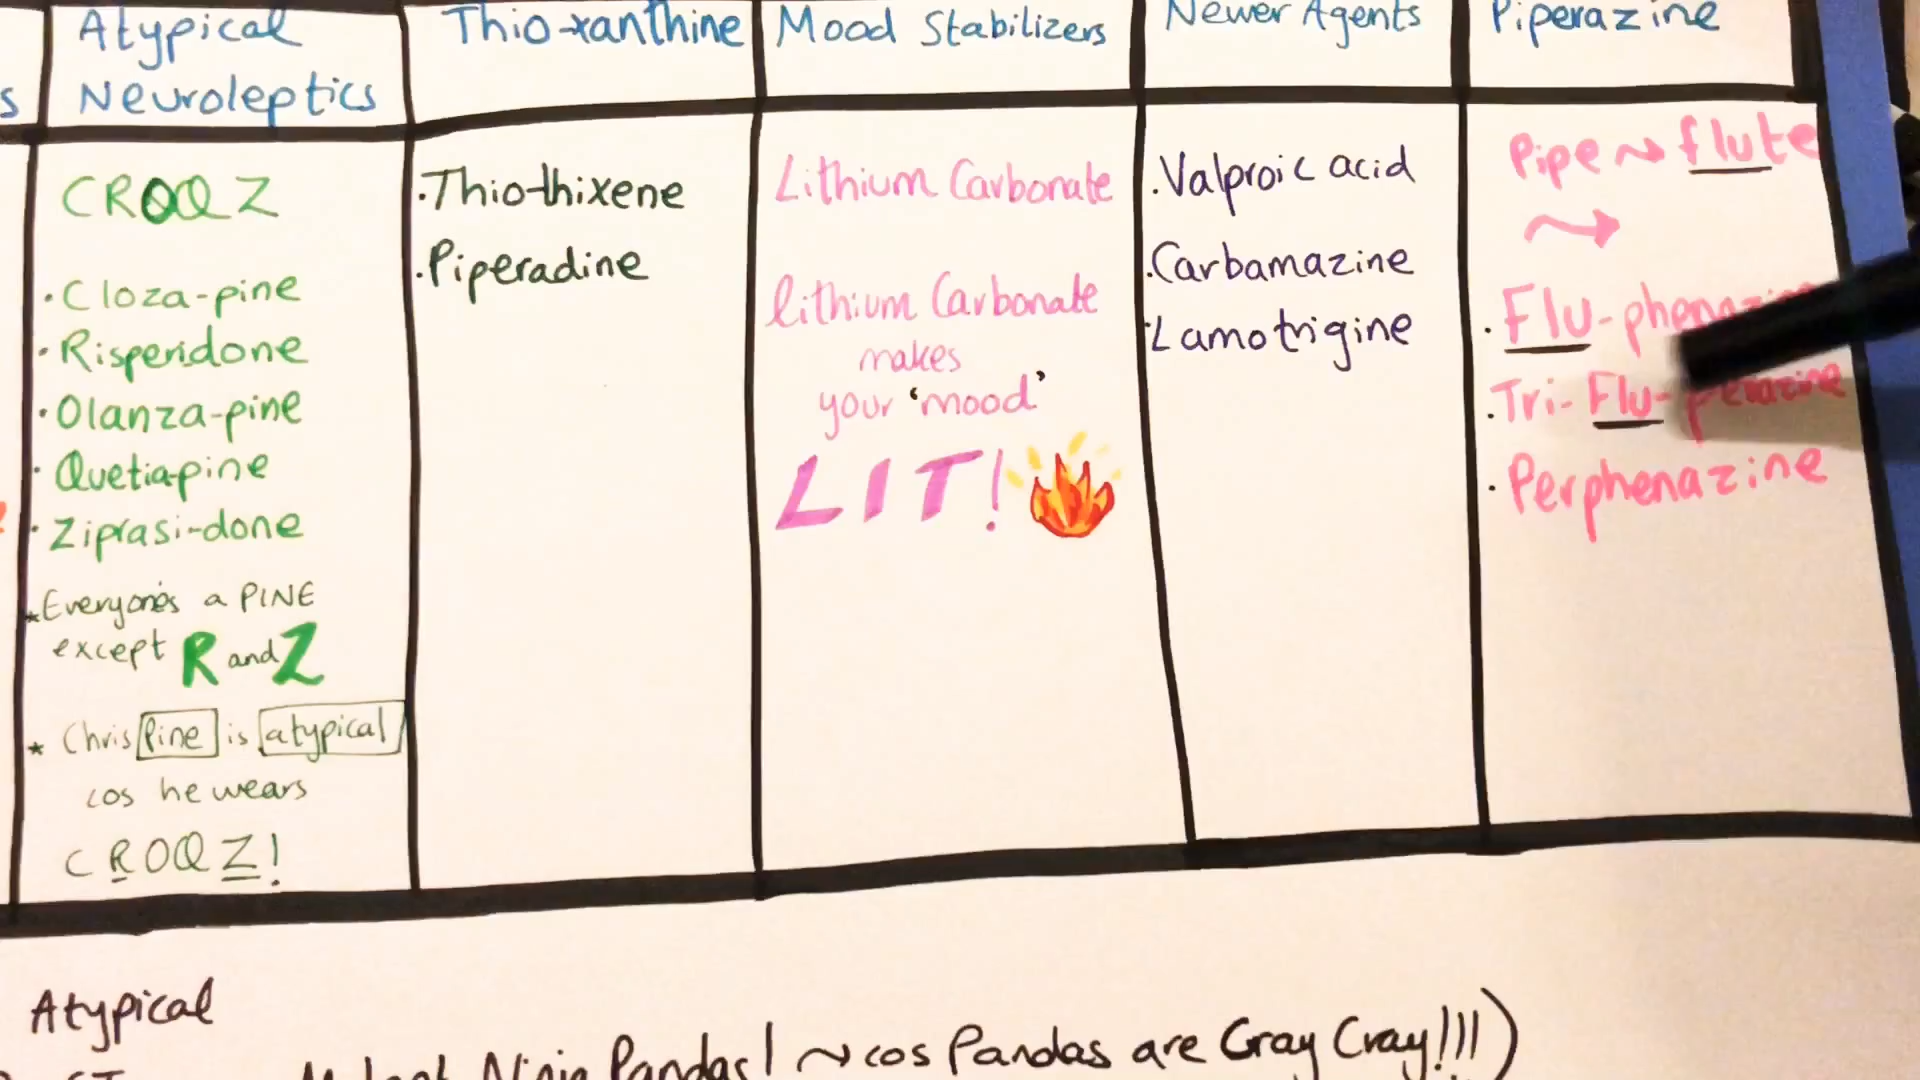 Atypical
Neuroleptics
Thio-xanthine
Mood Stabilizers
Newer Agents
Piperazine
s
CROQZ
·Cloza-pine
·Risperidone
·Olanza-pine
·Quetiapine
·Ziprasi-done
*Everyone's a PINE
except R and Z
* Chris Pine is atypical
cos he wears
CROQZ!
·Thio-thixene
·Piperadine
Lithium Carbonate
lithium Carbonate
makes
your 'mood'
LIT!
·Valproic acid
·Carbamazine
·Lamotrigine
Pipe ~ flute
·Flu-phenazine
·Tri-Flu-perazine
·Perphenazine
Atypical
Ninja Pandas! ~cos Pandas are Cray Cray!!!)